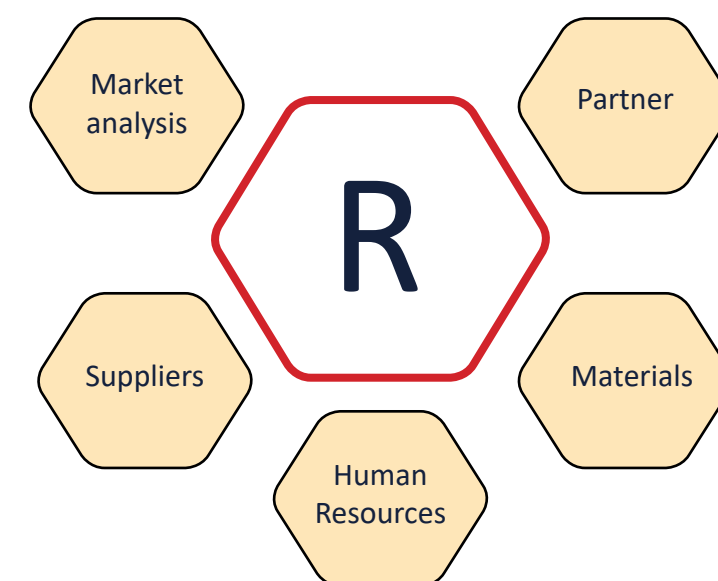 Market
analysis
Partner
R
Suppliers
Materials
Human
Resources